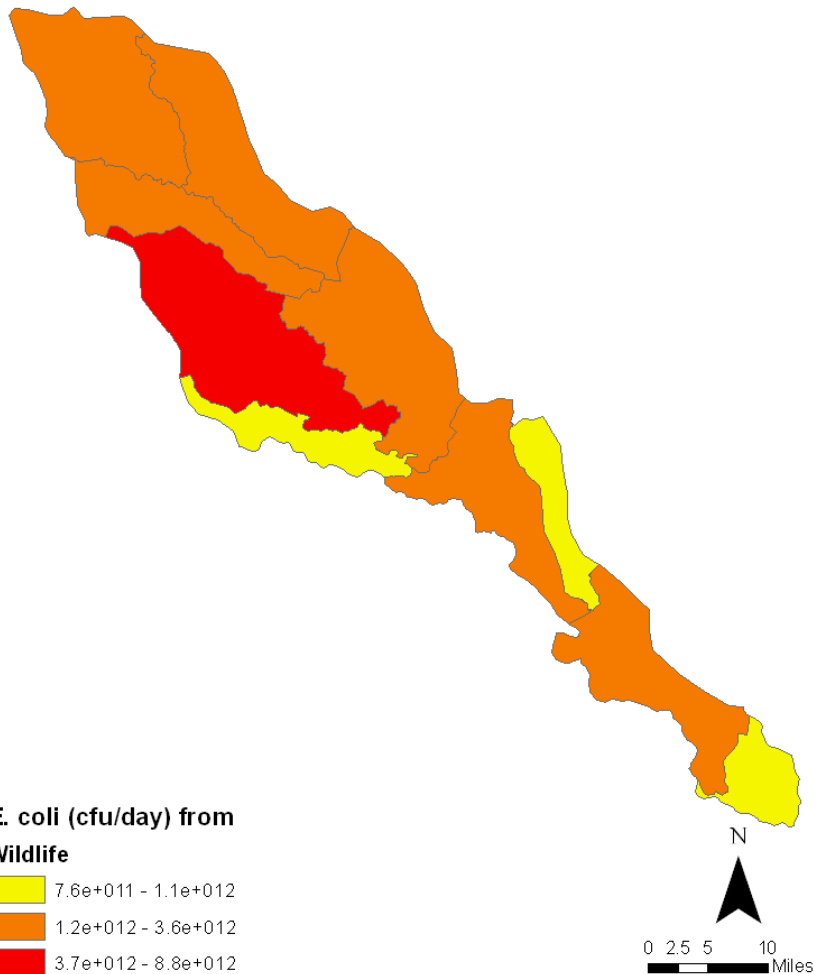 E. coli (cfu/day) from
Wildlife
7.6e+011 - 1.1e+012
1.2e+012 - 3.6e+012
3.7e+012 - 8.8e+012
N
0 2.5 5 10
Miles